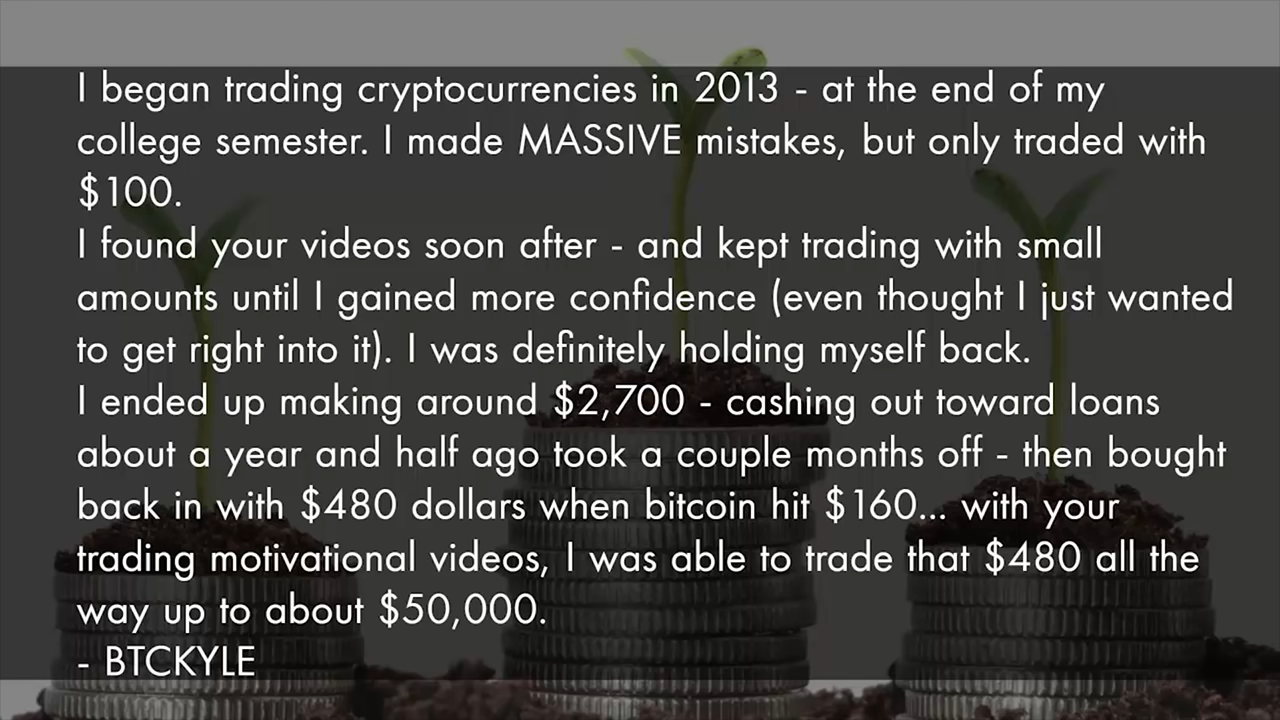 I began trading cryptocurrencies in 2013 - at the end of my
college semester. I made MASSIVE mistakes, but only traded with
$100.
I found your videos soon after - and kept trading with small
amounts until I gained more confidence (even thought I just wanted
to get right into it). I was definitely holding myself back.
I ended up making around $2,700 - cashing out toward loans
about a year and half ago took a couple months off - then bought
back in with $480 dollars when bitcoin hit $160... with your
trading motivational videos, I was able to trade that $480 all the
way up to about $50,000.
- BTCKYLE